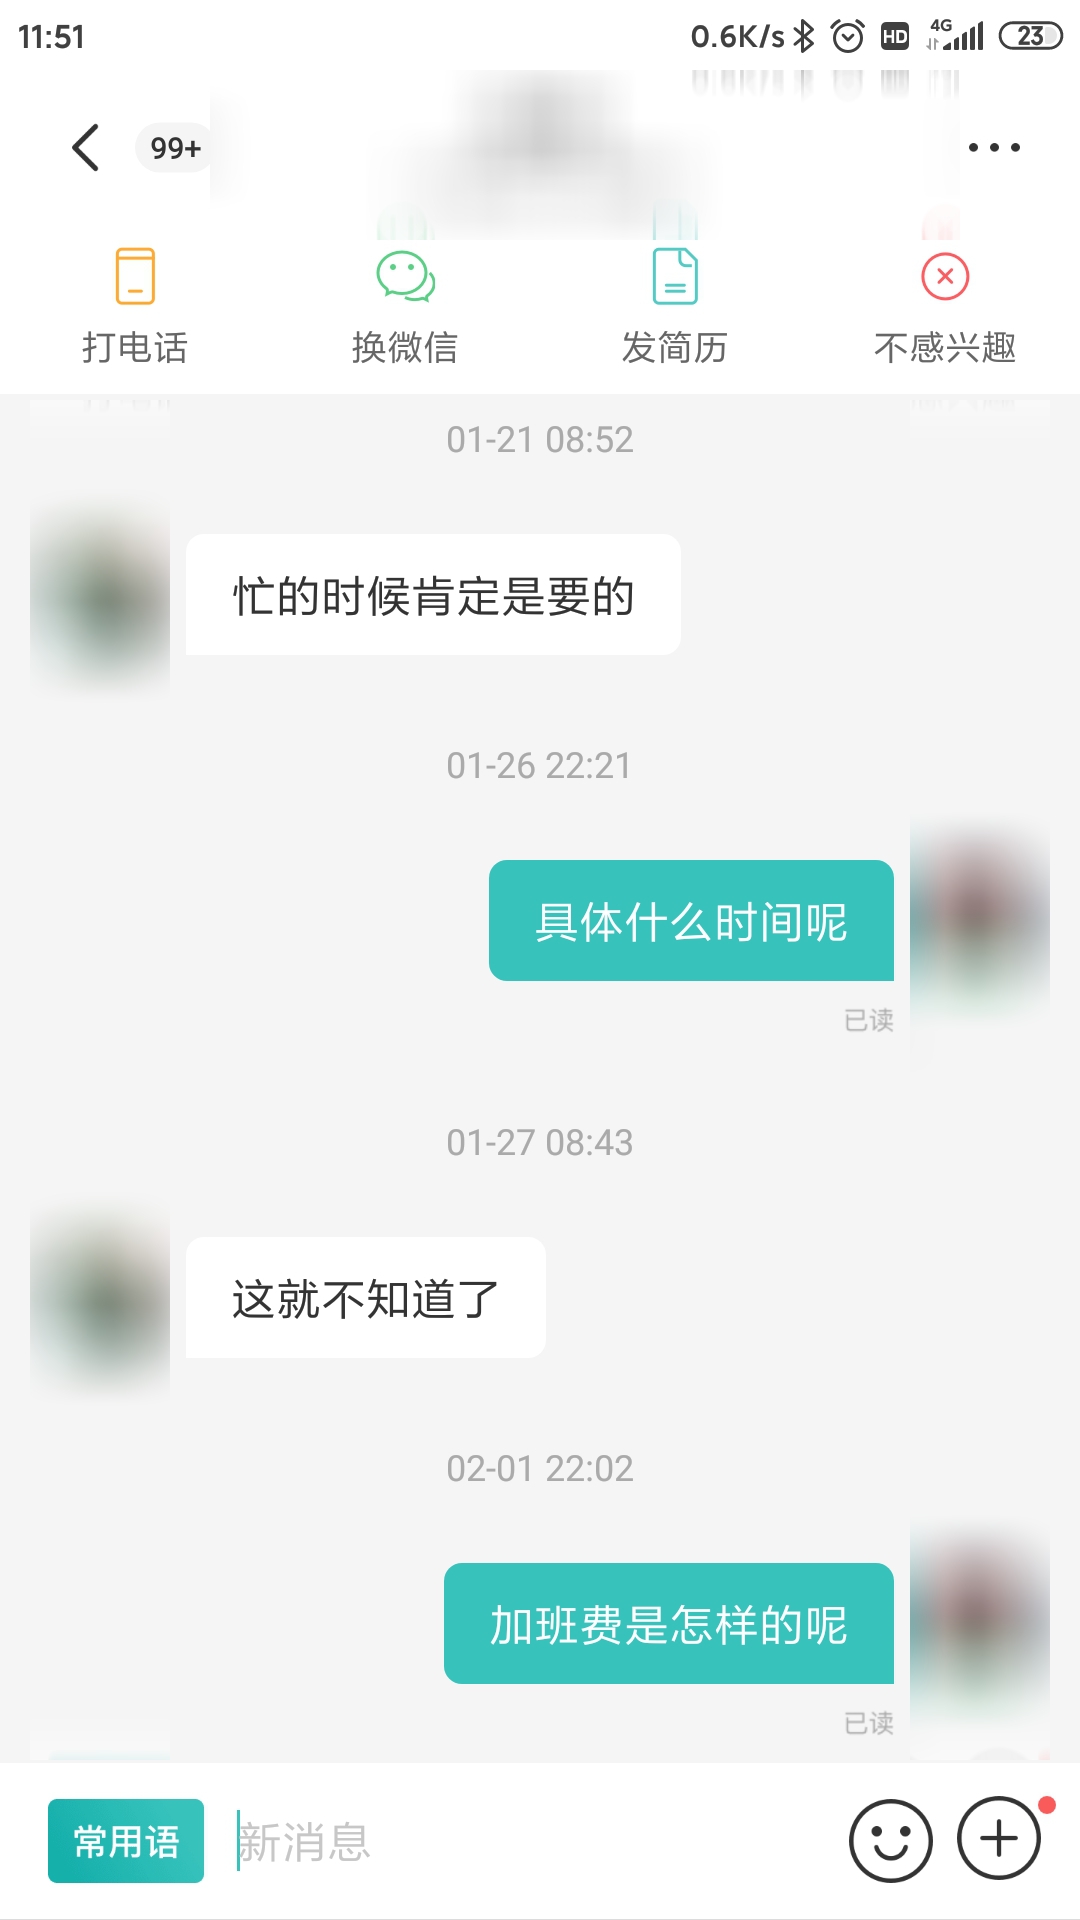 11:51 0.6K/s HD 4G 23
99+
打电话 换微信 发简历 不感兴趣
01-21 08:52
忙的时候肯定是要的
01-26 22:21
具体什么时间呢
已读
01-27 08:43
这就不知道了
02-01 22:02
加班费是怎样的呢
已读
常用语 新消息